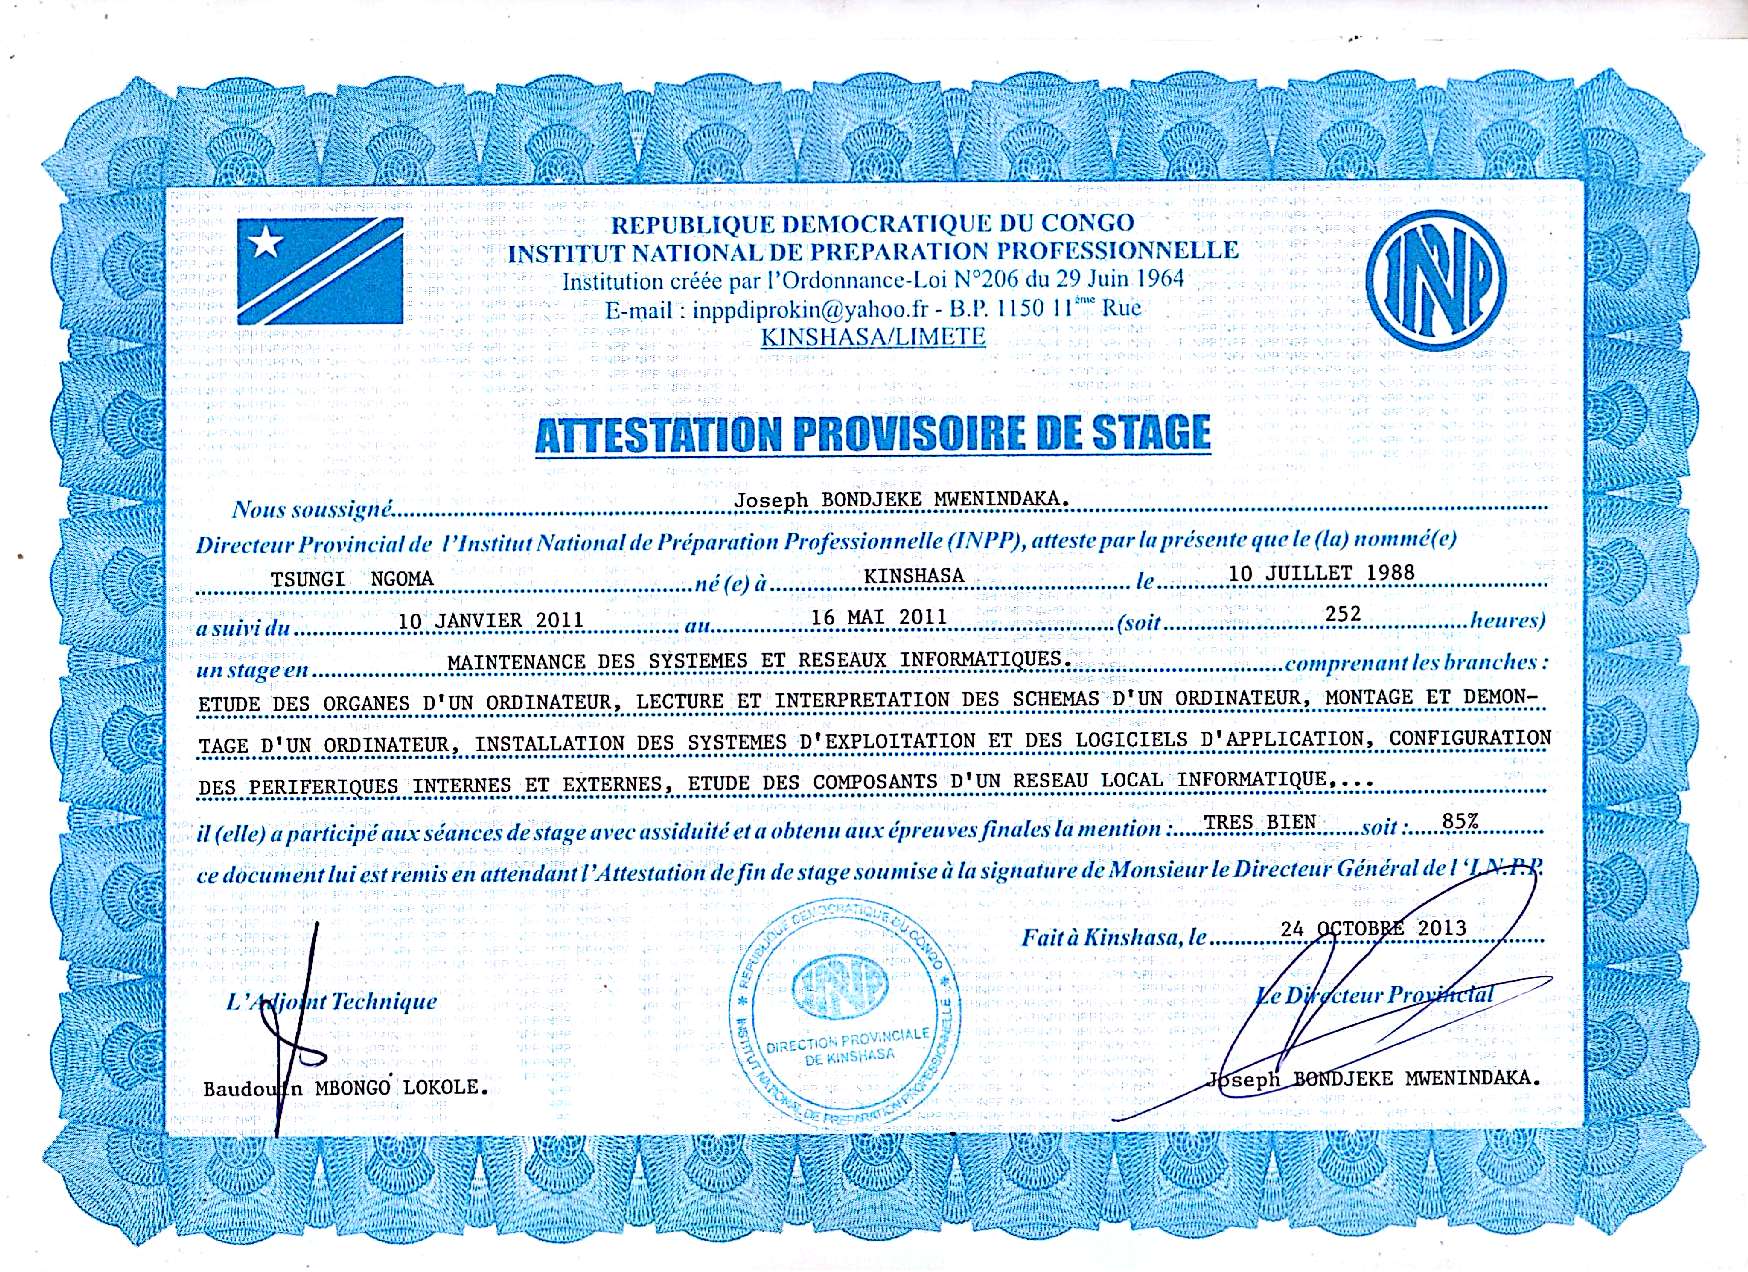 REPUBLIQUE DEMOCRATIQUE DU CONGO
INSTITUT NATIONAL DE PREPARATION PROFESSIONNELLE
Institution créée par l'Ordonnance-Loi N°206 du 29 Juin 1964
E-mail : inppdiprokin@yahoo.fr - B.P. 1150 11ème Rue
KINSHASA/LIMETE
INPP
ATTESTATION PROVISOIRE DE STAGE
Nous soussigné Joseph BONDJEKE MWENINDAKA.
Directeur Provincial de l'Institut National de Préparation Professionnelle (INPP), atteste par la présente que le (la) nommé(e)
TSUNGI NGOMA né (e) à KINSHASA le 10 JUILLET 1988
a suivi du 10 JANVIER 2011 au 16 MAI 2011 (soit 252 heures)
un stage en MAINTENANCE DES SYSTEMES ET RESEAUX INFORMATIQUES. comprenant les branches :
ETUDE DES ORGANES D'UN ORDINATEUR, LECTURE ET INTERPRETATION DES SCHEMAS D'UN ORDINATEUR, MONTAGE ET DEMON-
TAGE D'UN ORDINATEUR, INSTALLATION DES SYSTEMES D'EXPLOITATION ET DES LOGICIELS D'APPLICATION, CONFIGURATION
DES PERIFERIQUES INTERNES ET EXTERNES, ETUDE DES COMPOSANTS D'UN RESEAU LOCAL INFORMATIQUE,...
il (elle) a participé aux séances de stage avec assiduité et a obtenu aux épreuves finales la mention : TRES BIEN soit : 85%
ce document lui est remis en attendant l'Attestation de fin de stage soumise à la signature de Monsieur le Directeur Général de l 'I.N.P.P.
Fait à Kinshasa, le 24 OCTOBRE 2013
L'Adjoint Technique
Le Directeur Provincial
REPUBLIQUE DEMOCRATIQUE DU CONGO
INPP
DIRECTION PROVINCIALE
DE KINSHASA
INSTITUT NATIONAL DE PREPARATION PROFESSIONNELLE
Baudouin MBONGO LOKOLE.
Joseph BONDJEKE MWENINDAKA.